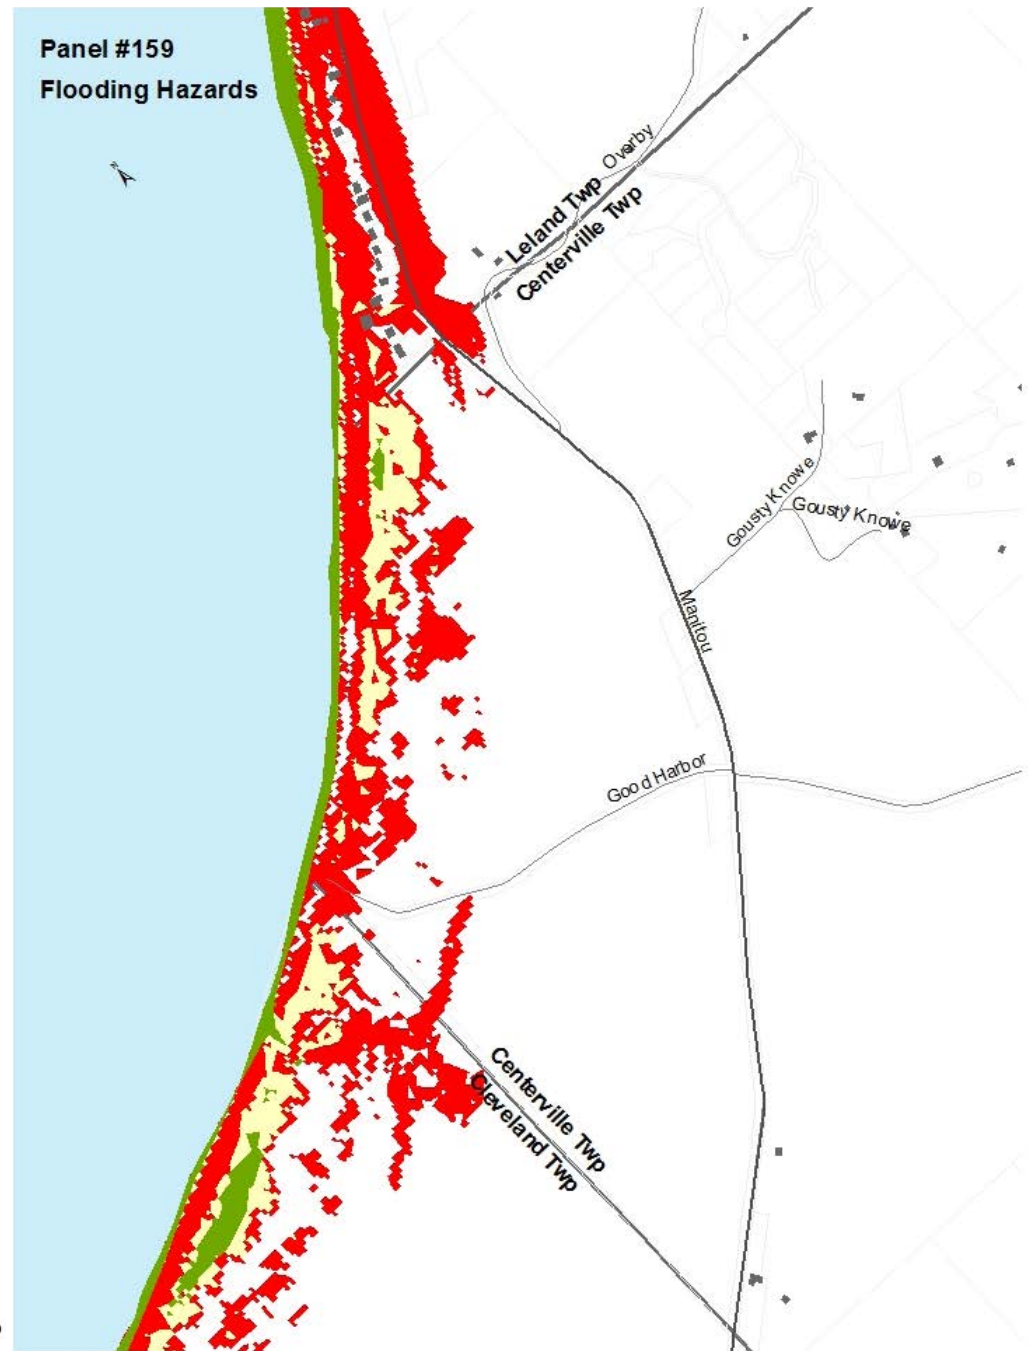 Panel #159
Flooding Hazards
N
Overby
Leland Twp
Centerville Twp
Gousty Knowe
Gousty Knowe
Manitou
Good Harbor
Centerville Twp
Cleveland Twp